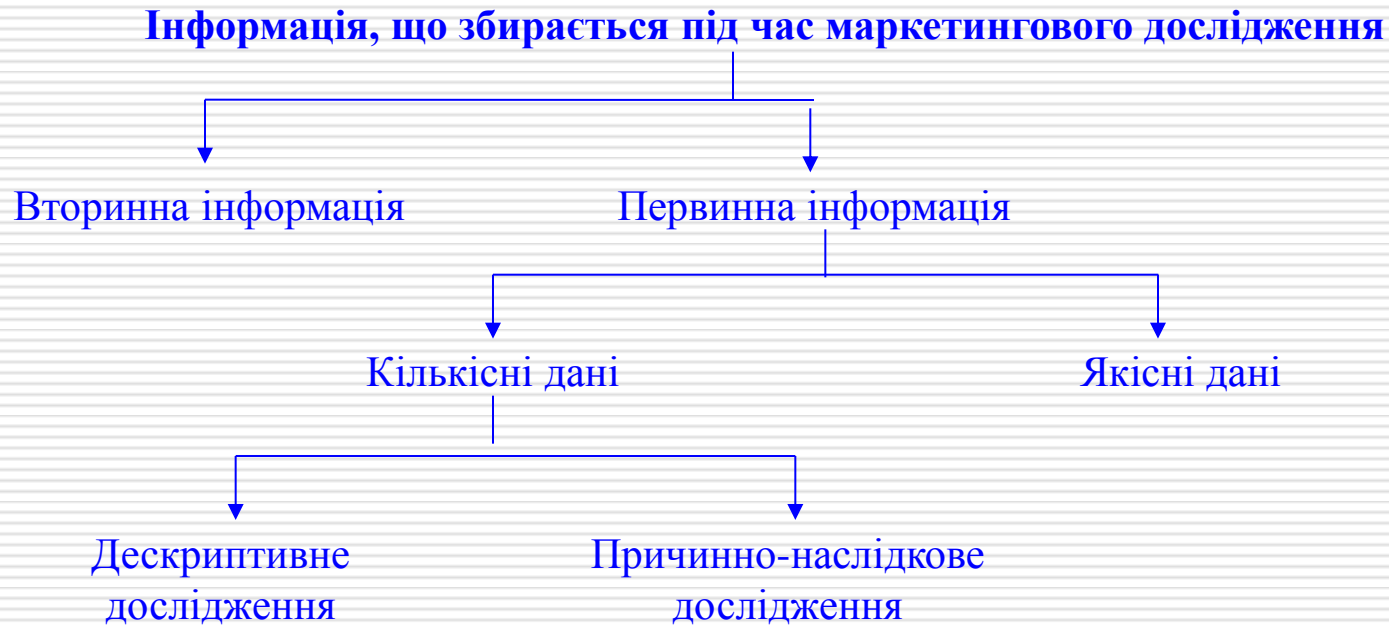 Інформація, що збирається під час маркетингового дослідження
Вторинна інформація
Первинна інформація
Кількісні дані
Якісні дані
Дескриптивне
дослідження
Причинно-наслідкове
дослідження